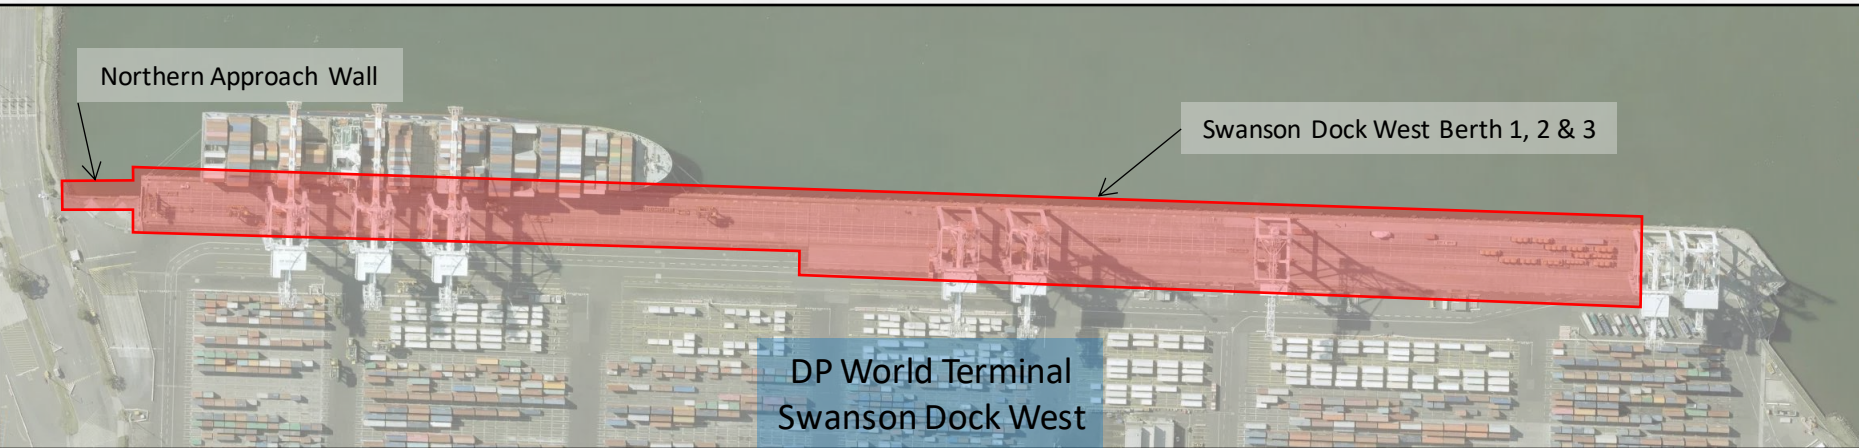 Northern Approach Wall
Swanson Dock West Berth 1, 2 & 3
DP World Terminal
Swanson Dock West